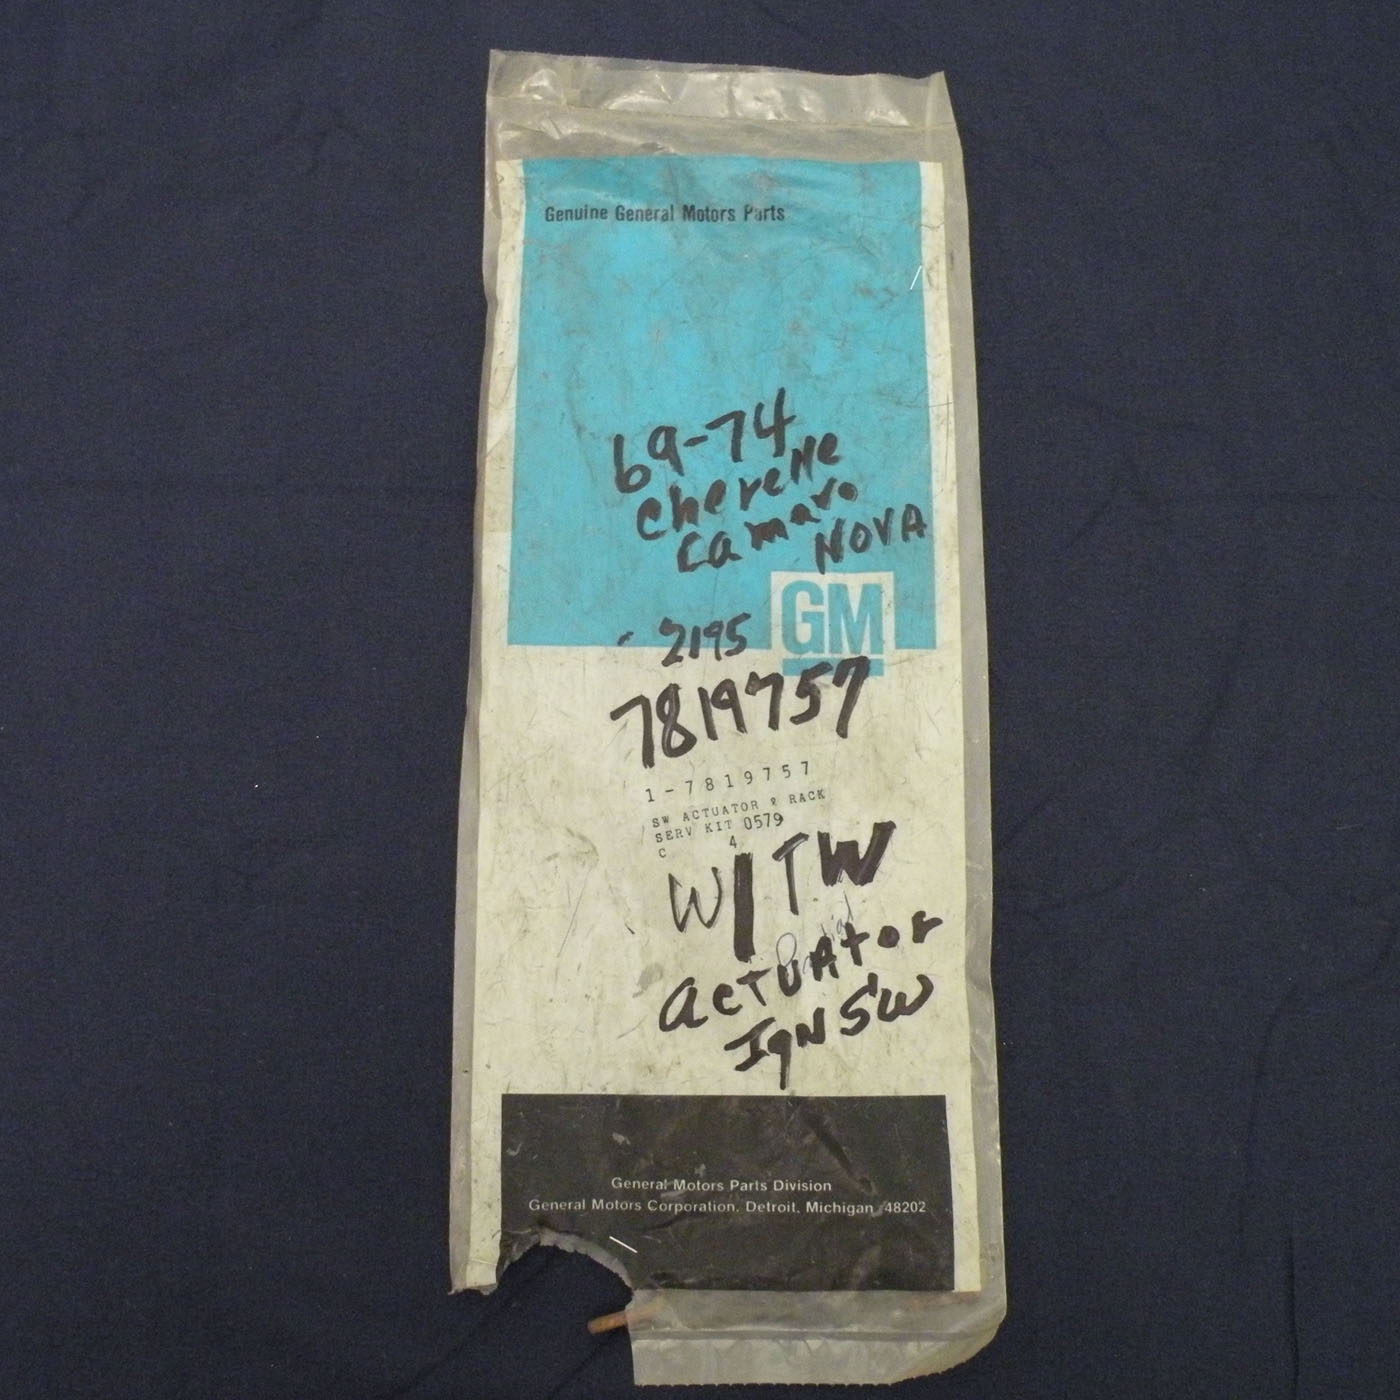 Genuine General Motors Parts
69-74
Chevelle
Camaro
NOVA
GM
2195
7819757
1-7819757
SW ACTUATOR & RACK
SERV KIT 0579
C 4
W/TW
ACTUAtor
Ign SW
General Motors Parts Division
General Motors Corporation, Detroit, Michigan 48202